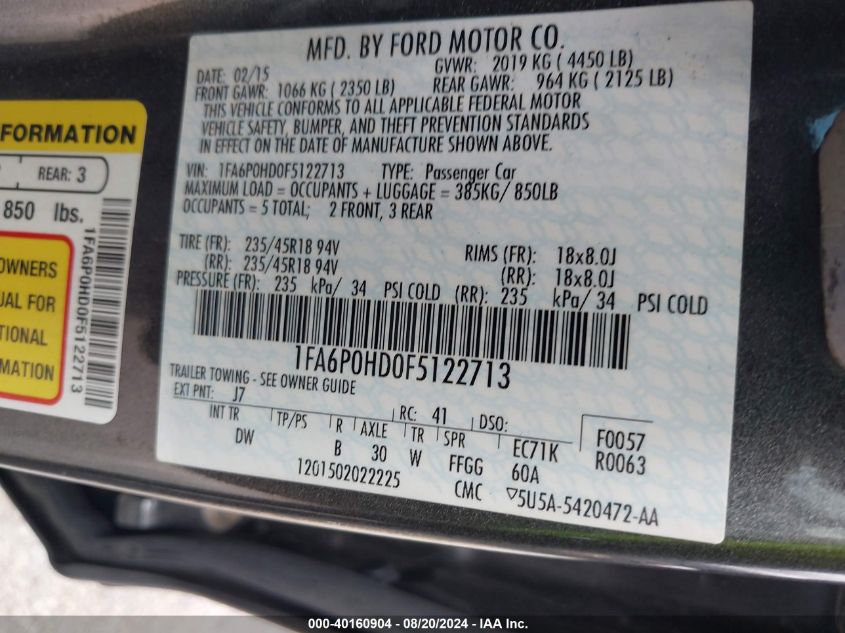 MFD. BY FORD MOTOR CO.
DATE: 02/15 GVWR: 2019 KG ( 4450 LB)
FRONT GAWR: 1066 KG ( 2350 LB) REAR GAWR: 964 KG ( 2125 LB)
THIS VEHICLE CONFORMS TO ALL APPLICABLE FEDERAL MOTOR
VEHICLE SAFETY, BUMPER, AND THEFT PREVENTION STANDARDS
IN EFFECT ON THE DATE OF MANUFACTURE SHOWN ABOVE.
VIN: 1FA6P0HD0F5122713 TYPE: Passenger Car
MAXIMUM LOAD = OCCUPANTS + LUGGAGE = 385KG/ 850LB
OCCUPANTS = 5 TOTAL; 2 FRONT, 3 REAR
TIRE (FR): 235/45R18 94V RIMS (FR): 18x8.0J
(RR): 235/45R18 94V (RR): 18x8.0J
PRESSURE (FR): 235 kPa/ 34 PSI COLD (RR): 235 kPa/ 34 PSI COLD
1FA6P0HD0F5122713
TRAILER TOWING - SEE OWNER GUIDE
EXT PNT: J7 RC: 41 DSO:
INT TR TP/PS R AXLE TR SPR EC71K F0057
DW B 30 W FFGG 60A R0063
1201502022225 CMC 5U5A-5420472-AA
FORMATION
REAR: 3
850 lbs.
OWNERS
UAL FOR
TIONAL
MATION
1FA6P0HD0F5122713
000-40160904 / 08/20/2024 - IAA Inc.